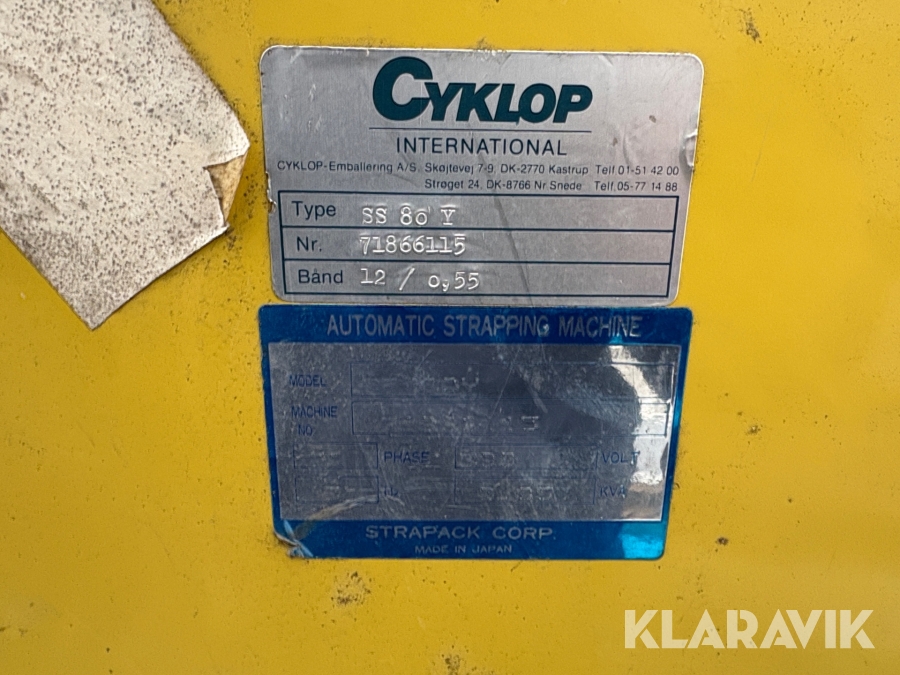 CYKLOP
INTERNATIONAL
CYKLOP-Emballering A/S. Skøjtevej 7-9, DK-2770 Kastrup Telf. 01-51 42 00
Strøget 24, DK-8766 Nr. Snede Telf. 05-77 14 88
Type SS 80 Y
Nr. 71866115
Bånd 12 / 0,55
AUTOMATIC STRAPPING MACHINE
MODEL
MACHINE
NO
PHASE VOLT
Hz KVA
STRAPACK CORP.
MADE IN JAPAN
KLARAVIK